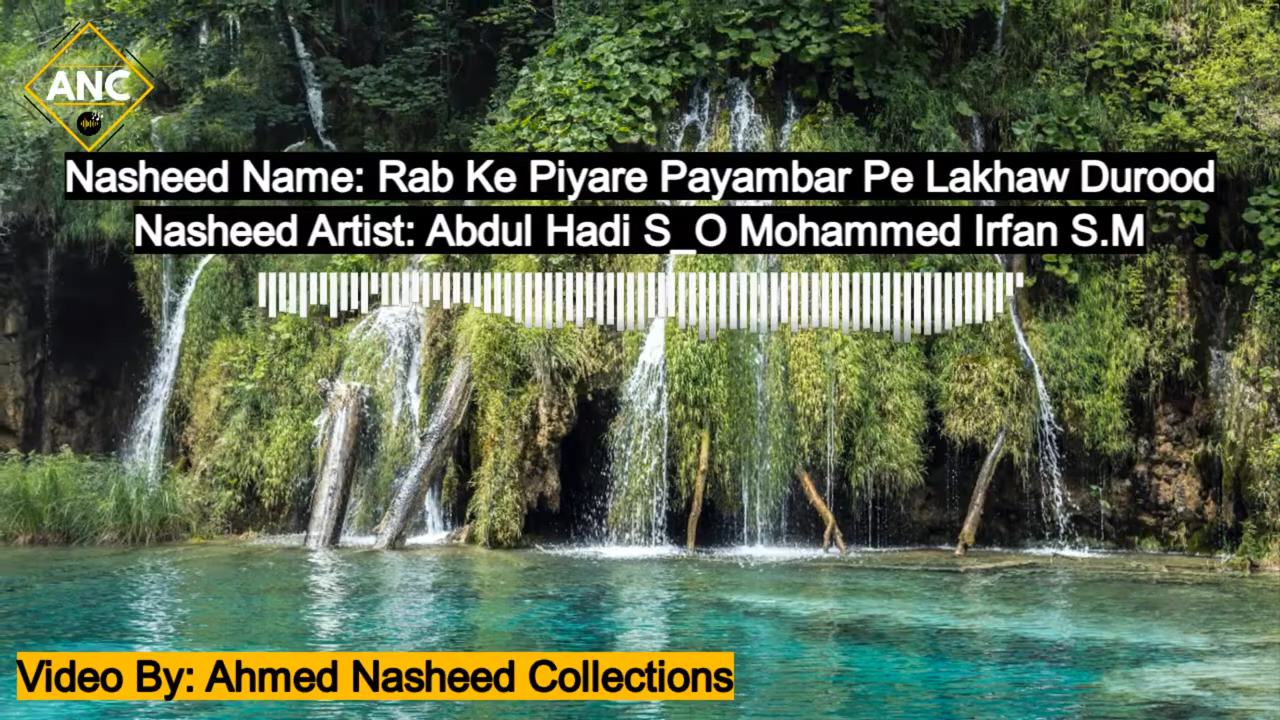 ANC
Nasheed Name: Rab Ke Piyare Payambar Pe Lakhaw Durood
Nasheed Artist: Abdul Hadi S_O Mohammed Irfan S.M
Video By: Ahmed Nasheed Collections